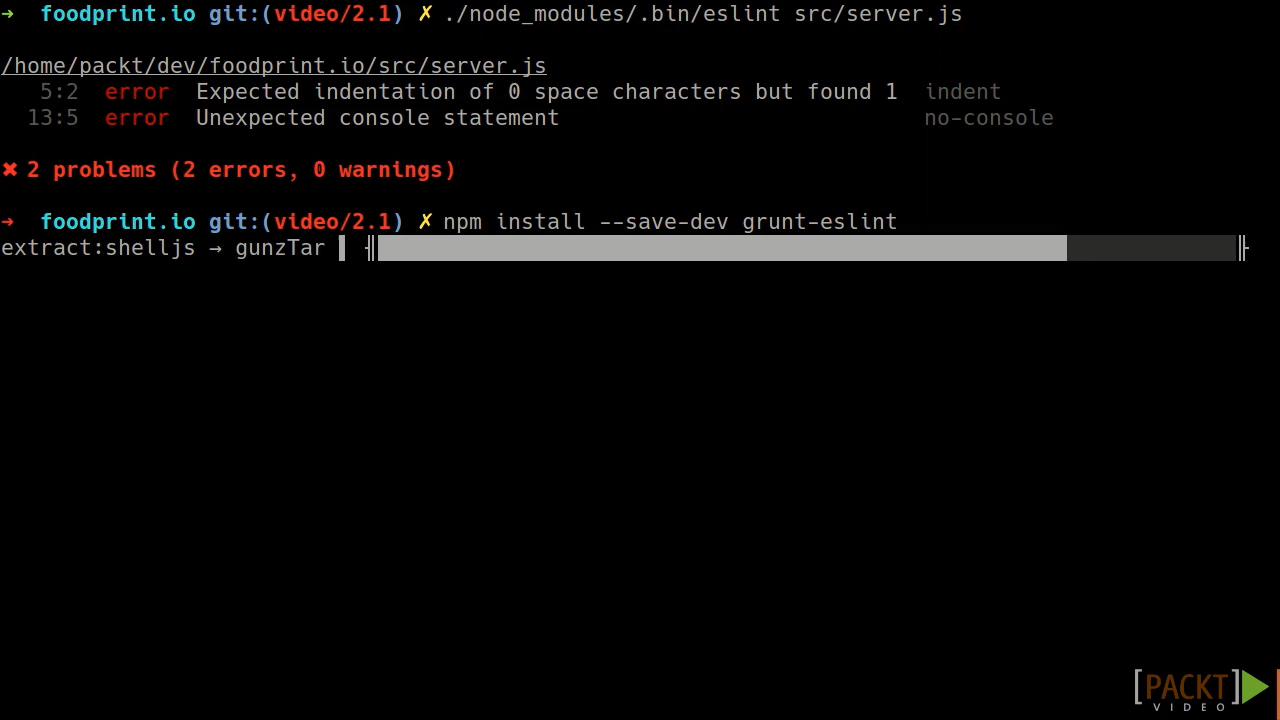 ➜  foodprint.io git:(video/2.1) ✗ ./node_modules/.bin/eslint src/server.js
/home/packt/dev/foodprint.io/src/server.js
5:2  error  Expected indentation of 0 space characters but found 1  indent
13:5  error  Unexpected console statement  no-console
✖ 2 problems (2 errors, 0 warnings)
➜  foodprint.io git:(video/2.1) ✗ npm install --save-dev grunt-eslint
extract:shelljs → gunzTar
[PACKT]
VIDEO